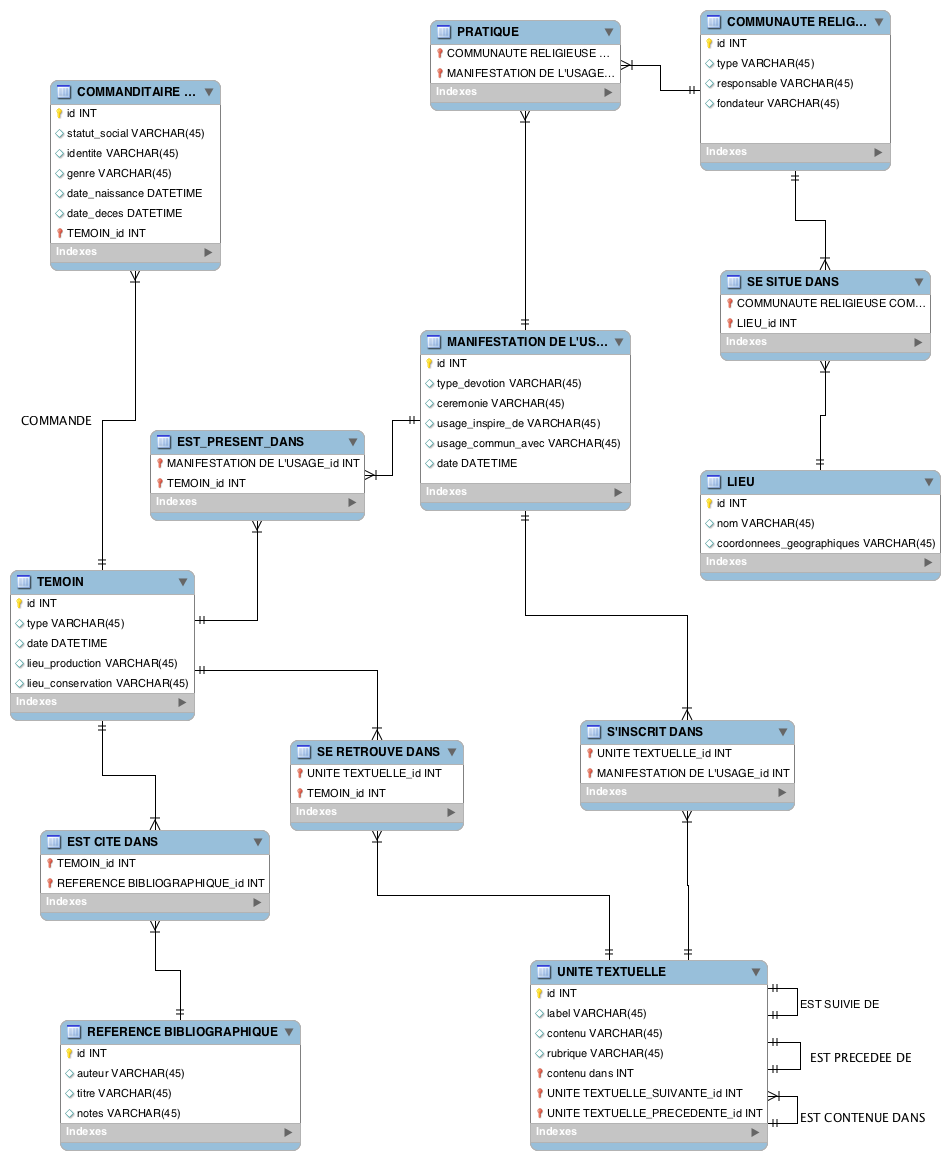 PRATIQUE
COMMUNAUTE RELIGIEUSE ...
MANIFESTATION DE L'USAGE...
Indexes
COMMUNAUTE RELIG...
id INT
type VARCHAR(45)
responsable VARCHAR(45)
fondateur VARCHAR(45)
Indexes
COMMANDITAIRE ...
id INT
statut_social VARCHAR(45)
identite VARCHAR(45)
genre VARCHAR(45)
date_naissance DATETIME
date_deces DATETIME
TEMOIN_id INT
Indexes
SE SITUE DANS
COMMUNAUTE RELIGIEUSE COM...
LIEU_id INT
Indexes
MANIFESTATION DE L'US...
id INT
type_devotion VARCHAR(45)
ceremonie VARCHAR(45)
usage_inspire_de VARCHAR(45)
usage_commun_avec VARCHAR(45)
date DATETIME
Indexes
COMMANDE
EST_PRESENT_DANS
MANIFESTATION DE L'USAGE_id INT
TEMOIN_id INT
Indexes
LIEU
id INT
nom VARCHAR(45)
coordonnees_geographiques VARCHAR(45)
Indexes
TEMOIN
id INT
type VARCHAR(45)
date DATETIME
lieu_production VARCHAR(45)
lieu_conservation VARCHAR(45)
Indexes
SE RETROUVE DANS
UNITE TEXTUELLE_id INT
TEMOIN_id INT
Indexes
S'INSCRIT DANS
UNITE TEXTUELLE_id INT
MANIFESTATION DE L'USAGE_id INT
Indexes
EST CITE DANS
TEMOIN_id INT
REFERENCE BIBLIOGRAPHIQUE_id INT
Indexes
UNITE TEXTUELLE
id INT
label VARCHAR(45)
contenu VARCHAR(45)
rubrique VARCHAR(45)
contenu dans INT
UNITE TEXTUELLE_SUIVANTE_id INT
UNITE TEXTUELLE_PRECEDENTE_id INT
Indexes
EST SUIVIE DE
EST PRECEDEE DE
EST CONTENUE DANS
REFERENCE BIBLIOGRAPHIQUE
id INT
auteur VARCHAR(45)
titre VARCHAR(45)
notes VARCHAR(45)
Indexes